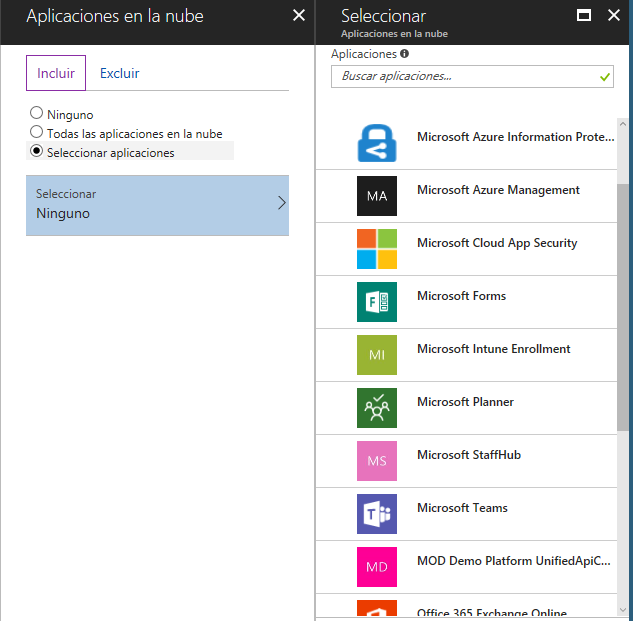 Aplicaciones en la nube
Incluir
Excluir
Ninguno
Todas las aplicaciones en la nube
Seleccionar aplicaciones
Seleccionar
Ninguno
Seleccionar
Aplicaciones en la nube
Aplicaciones
Buscar aplicaciones...
Microsoft Azure Information Prote...
MA
Microsoft Azure Management
Microsoft Cloud App Security
F
Microsoft Forms
MI
Microsoft Intune Enrollment
Microsoft Planner
MS
Microsoft StaffHub
T
Microsoft Teams
MD
MOD Demo Platform UnifiedApiC...
Office 365 Exchange Online